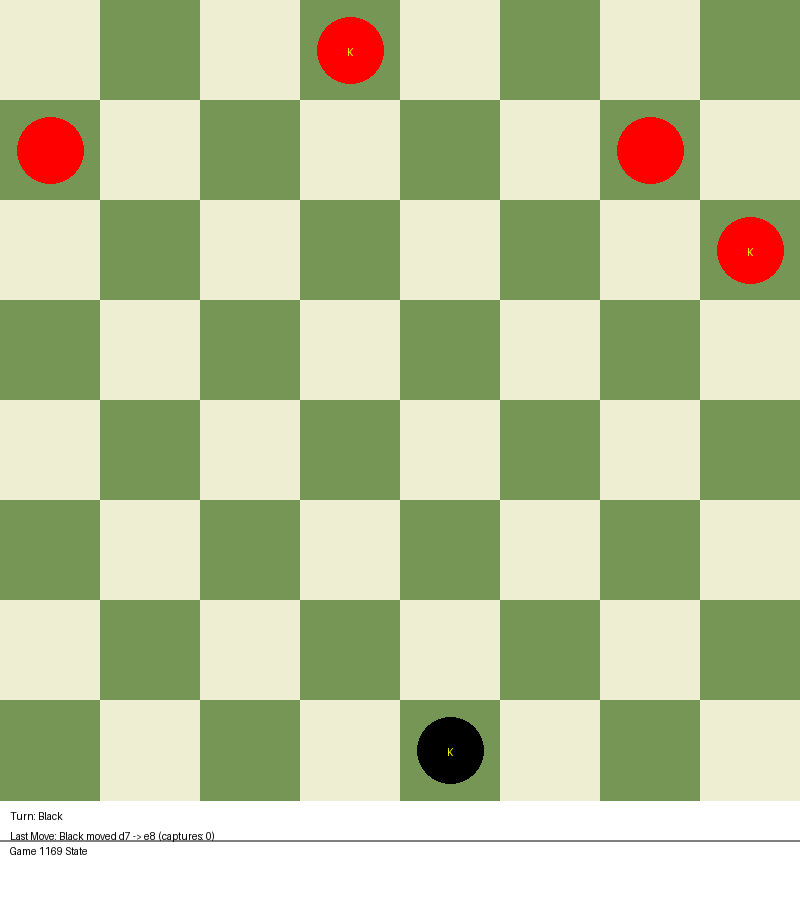 K
K
K
Turn: Black
Last Move: Black moved d7 -> e8 (captures: 0)
Game 1169 State